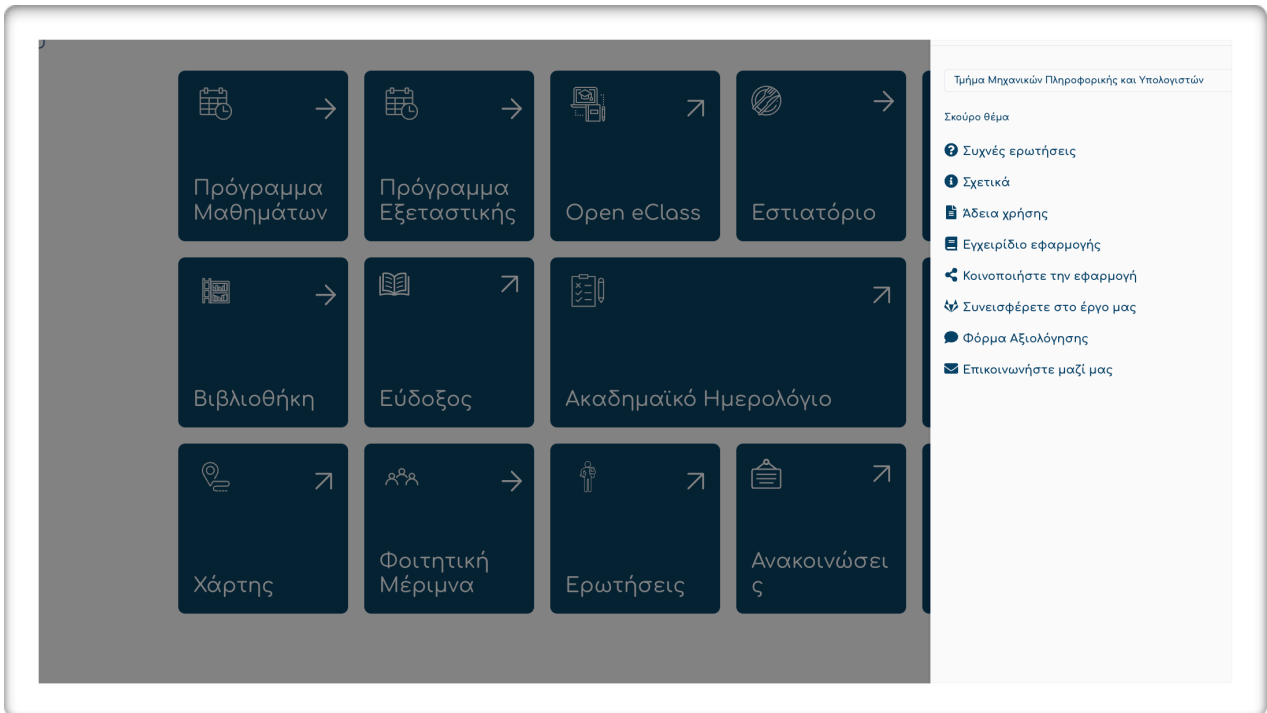 Πρόγραμμα
Μαθημάτων
Πρόγραμμα
Εξεταστικής
Open eClass
Εστιατόριο
Βιβλιοθήκη
Εύδοξος
Ακαδημαϊκό Ημερολόγιο
Χάρτης
Φοιτητική
Μέριμνα
Ερωτήσεις
Ανακοινώσει
ς
Τμήμα Μηχανικών Πληροφορικής και Υπολογιστών
Σκούρο θέμα
Συχνές ερωτήσεις
Σχετικά
Άδεια χρήσης
Εγχειρίδιο εφαρμογής
Κοινοποιήστε την εφαρμογή
Συνεισφέρετε στο έργο μας
Φόρμα Αξιολόγησης
Επικοινωνήστε μαζί μας